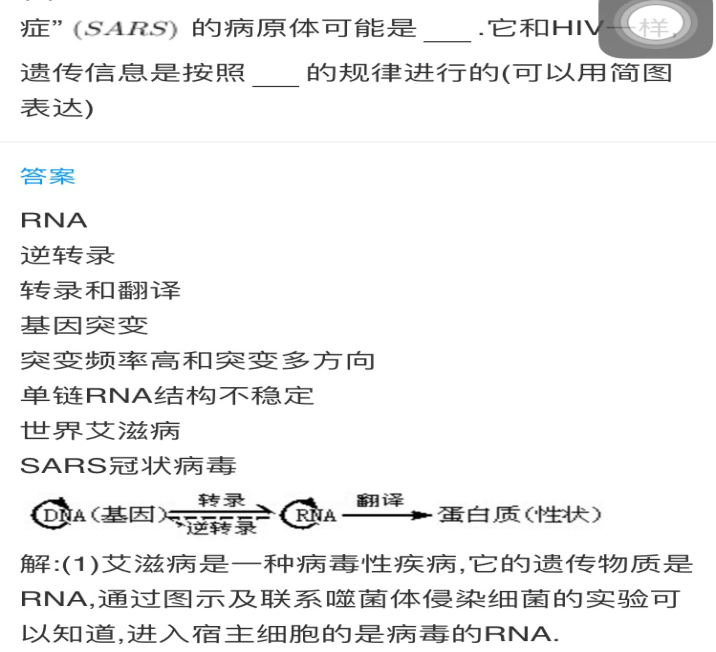 症”(SARS) 的病原体可能是 ___ .它和HIV一样,
遗传信息是按照 ___ 的规律进行的(可以用简图
表达)
答案
RNA
逆转录
转录和翻译
基因突变
突变频率高和突变多方向
单链RNA结构不稳定
世界艾滋病
SARS冠状病毒
DNA(基因) 转录 逆转录 RNA 翻译 蛋白质(性状)
解:(1)艾滋病是一种病毒性疾病,它的遗传物质是
RNA,通过图示及联系噬菌体侵染细菌的实验可
以知道,进入宿主细胞的是病毒的RNA.